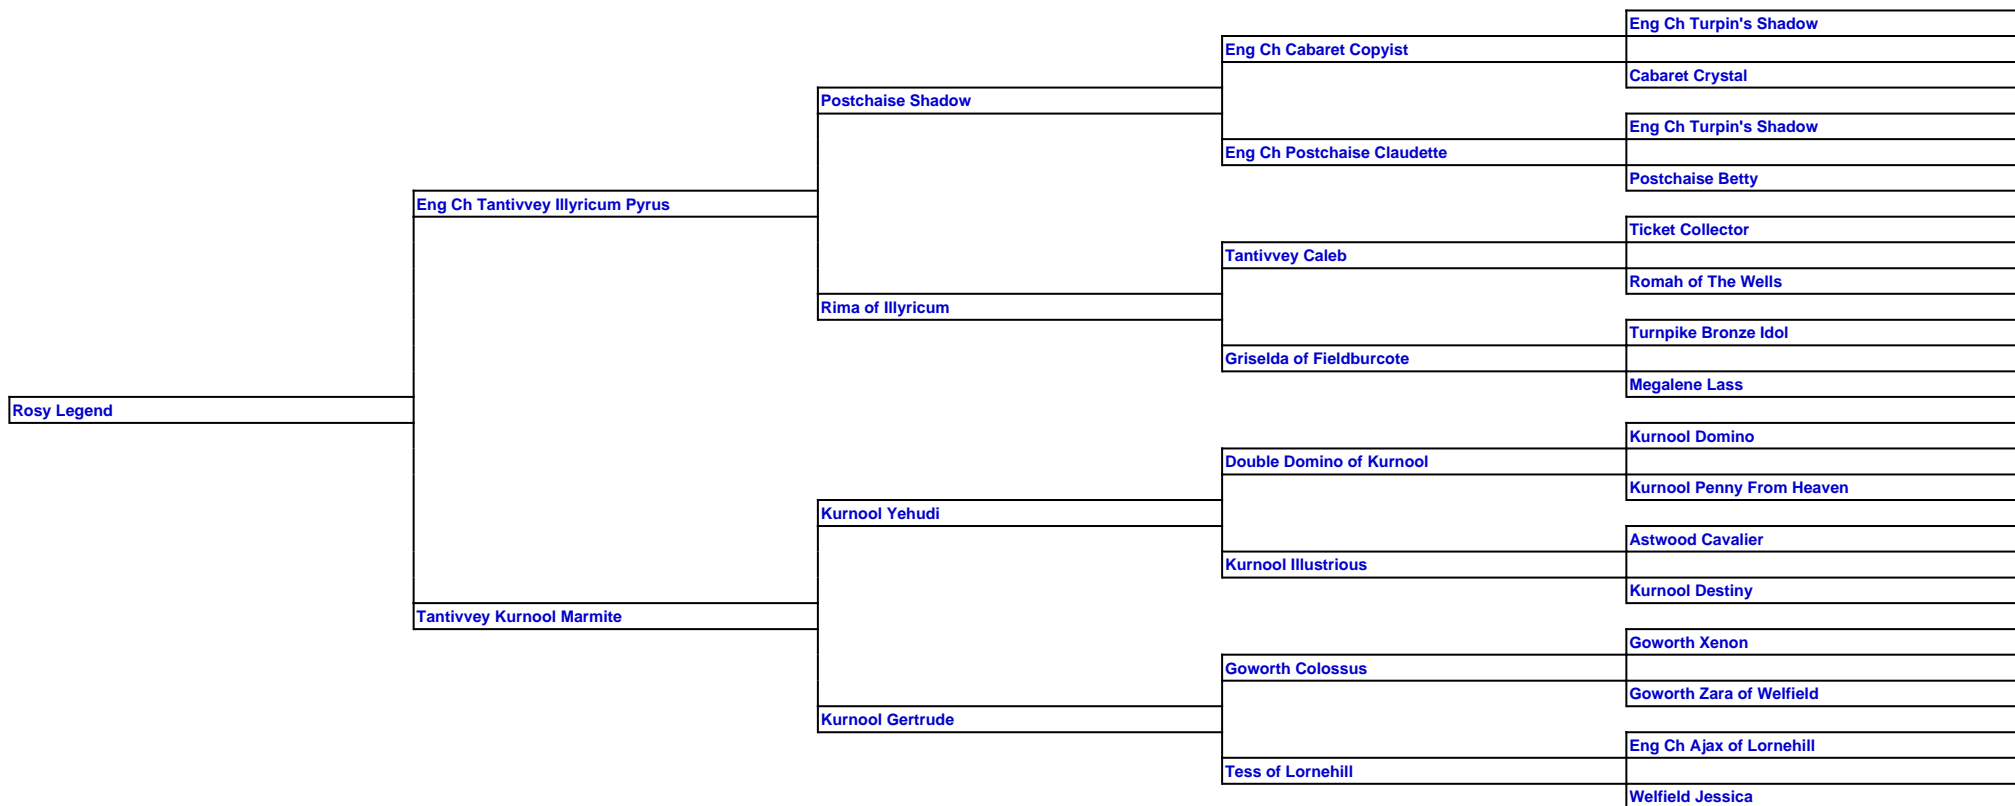 Eng Ch Turpin's Shadow
Eng Ch Cabaret Copyist
Cabaret Crystal
Postchaise Shadow
Eng Ch Turpin's Shadow
Eng Ch Postchaise Claudette
Postchaise Betty
Eng Ch Tantivvey Illyricum Pyrus
Ticket Collector
Tantivvey Caleb
Romah of The Wells
Rima of Illyricum
Turnpike Bronze Idol
Griselda of Fieldburcote
Megalene Lass
Rosy Legend
Kurnool Domino
Double Domino of Kurnool
Kurnool Penny From Heaven
Kurnool Yehudi
Astwood Cavalier
Kurnool Illustrious
Kurnool Destiny
Tantivvey Kurnool Marmite
Goworth Xenon
Goworth Colossus
Goworth Zara of Welfield
Kurnool Gertrude
Eng Ch Ajax of Lornehill
Tess of Lornehill
Welfield Jessica